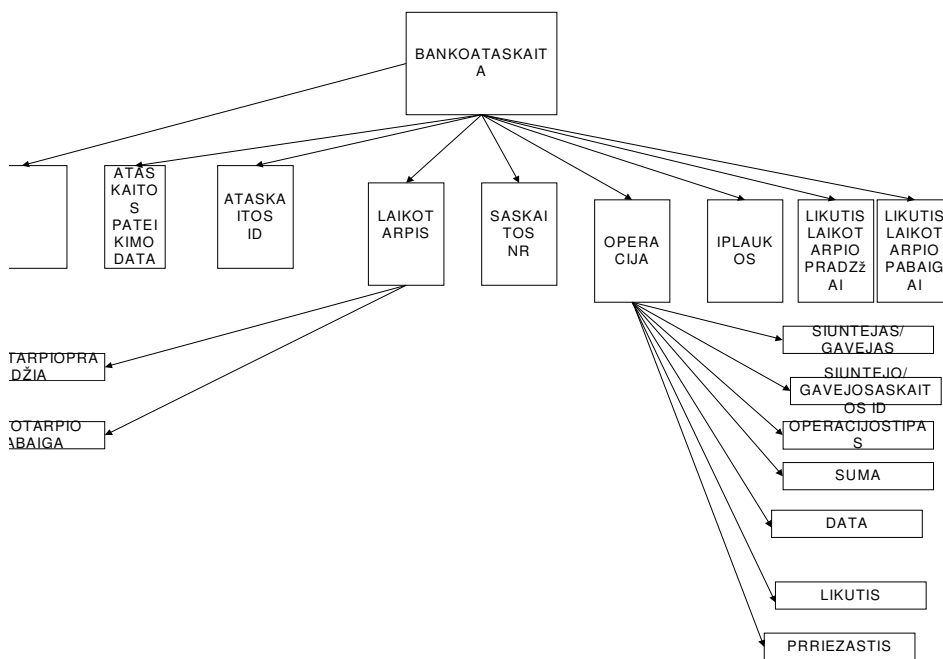 BANKOATASKAIT
A
ATAS
KAITO
S
PATEI
KIMO
DATA
ATASKA
ITOS
ID
LAIKOT
ARPIS
SASKAI
TOS
NR
OPERA
CIJA
IPLAUK
OS
LIKUTIS
LAIKOT
ARPIO
PRADZž
AI
LIKUTIS
LAIKOT
ARPIO
PABAIG
AI
TARPIOPRA
DŽIA
OTARPIO
ABAIGA
SIUNTEJAS/
GAVEJAS
SIUNTEJO/
GAVEJOSASKAIT
OS ID
OPERACIJOSTIPA
S
SUMA
DATA
LIKUTIS
PRRIEZASTIS